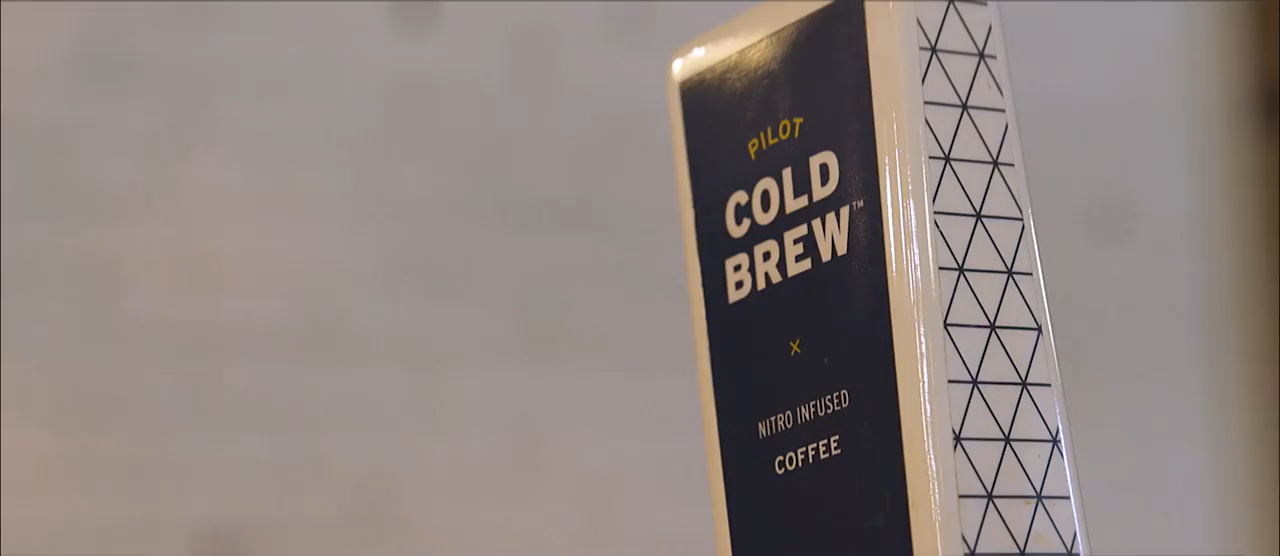 PILOT
COLD
BREW™
X
NITRO INFUSED
COFFEE